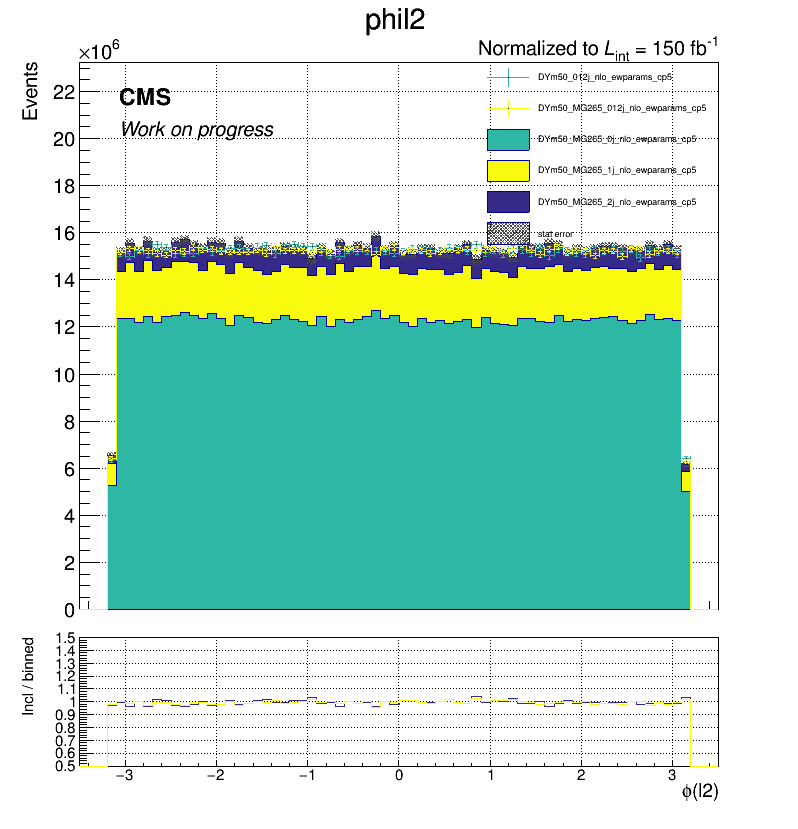 phil2
×10⁶
Normalized to L_int = 150 fb⁻¹
Events
CMS
Work on progress
DYm50_012j_nlo_ewparams_cp5
DYm50_MG265_012j_nlo_ewparams_cp5
DYm50_MG265_0j_nlo_ewparams_cp5
DYm50_MG265_1j_nlo_ewparams_cp5
DYm50_MG265_2j_nlo_ewparams_cp5
stat error
22
20
18
16
14
12
10
8
6
4
2
0
Incl / binned
1.5
1.4
1.3
1.2
1.1
1
0.9
0.8
0.7
0.6
0.5
−3 −2 −1 0 1 2 3
ϕ(l2)